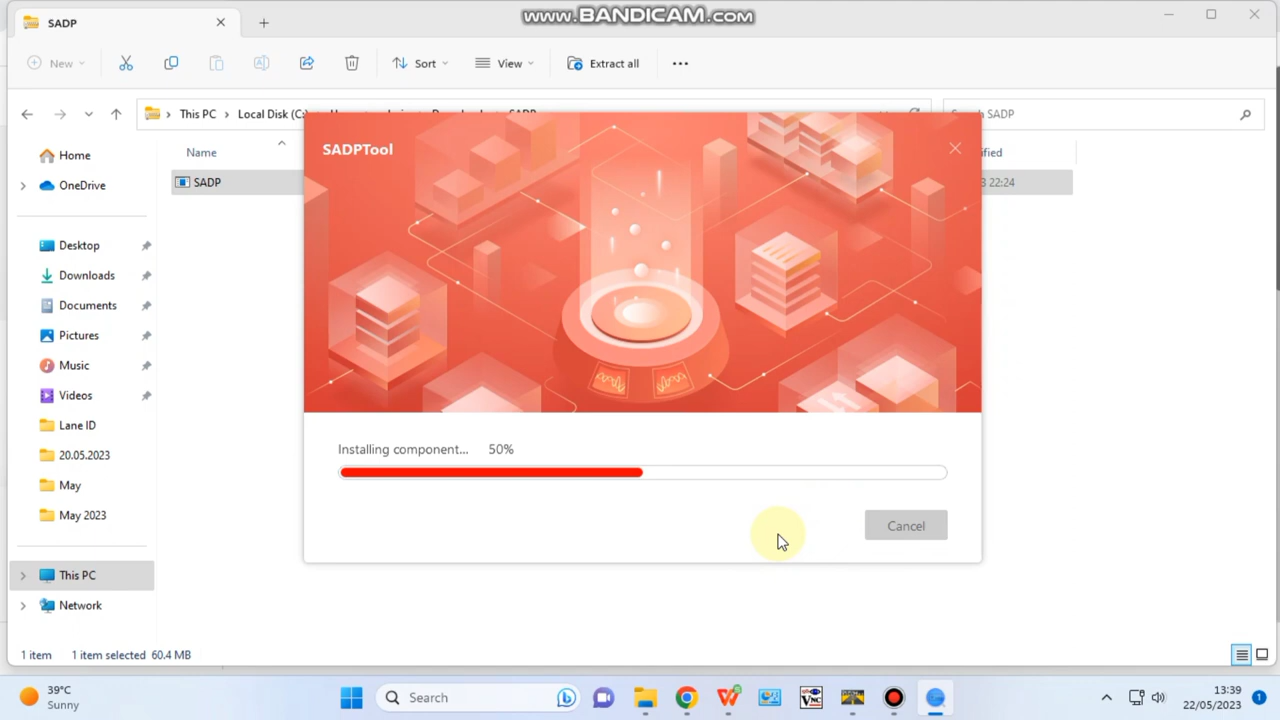 www.BANDICAM.com
SADP
New
Sort
View
Extract all
This PC
Local Disk (C:)
SADP
SADP
Name
SADP
22:24
SADPTool
Installing component...
50%
Cancel
Home
OneDrive
Desktop
Downloads
Documents
Pictures
Music
Videos
Lane ID
20.05.2023
May
May 2023
This PC
Network
1 item
1 item selected
60.4 MB
39°C
Sunny
Search
13:39
22/05/2023
1